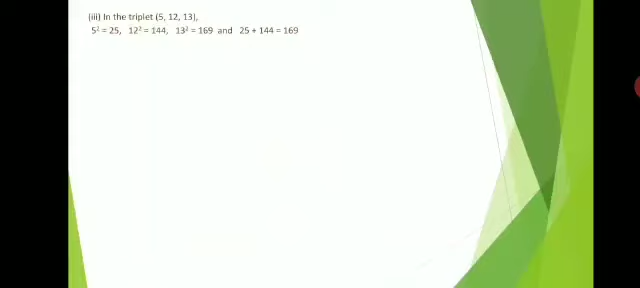 (iii) In the triplet (5, 12, 13),
5² = 25, 12² = 144, 13² = 169 and 25 + 144 = 169